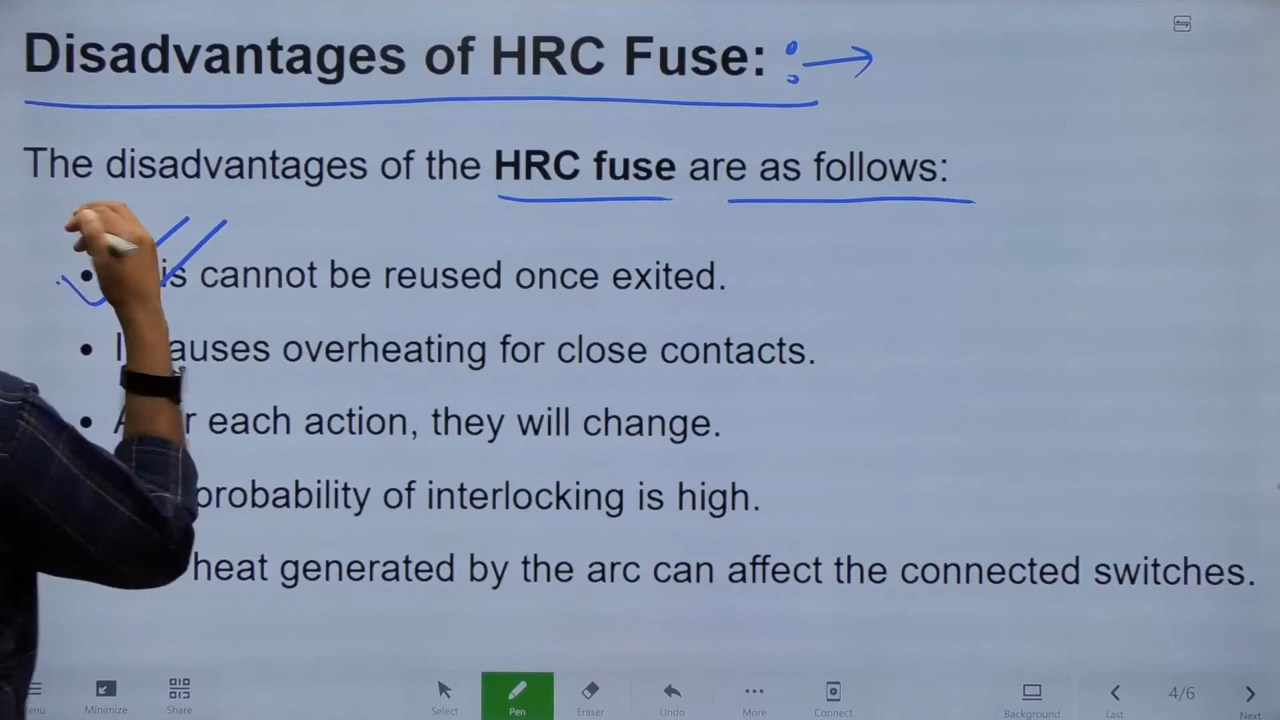 Disadvantages of HRC Fuse:
The disadvantages of the HRC fuse are as follows:
is cannot be reused once exited.
overheating for close contacts.
each action, they will change.
probability of interlocking is high.
heat generated by the arc can affect the connected switches.
Minimize
Share
Select
Pen
Eraser
Undo
More
Connect
Background
Last
4/6
Next